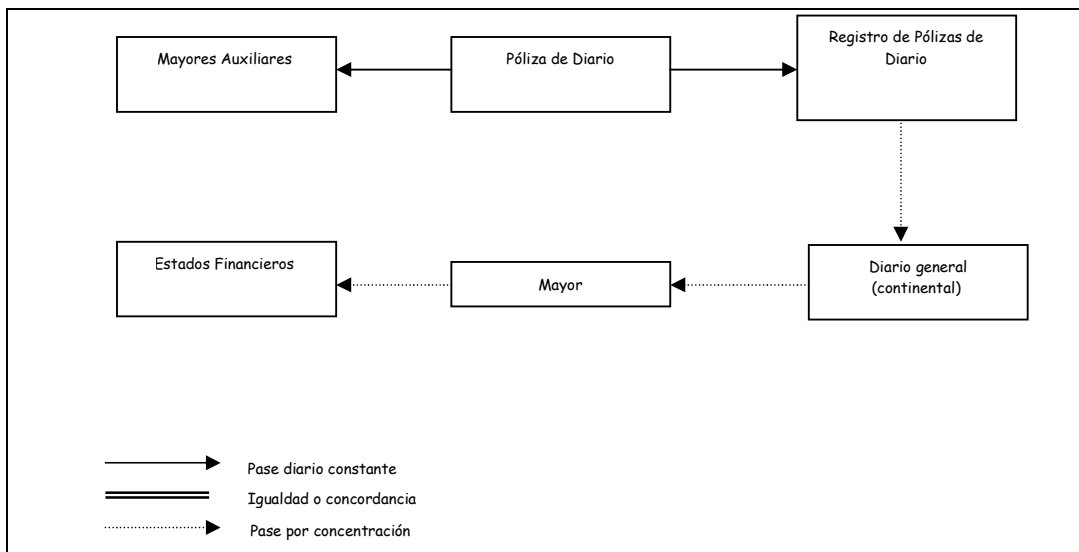 Mayores Auxiliares
Póliza de Diario
Registro de Pólizas de
Diario
Estados Financieros
Mayor
Diario general
(continental)
Pase diario constante
Igualdad o concordancia
Pase por concentración